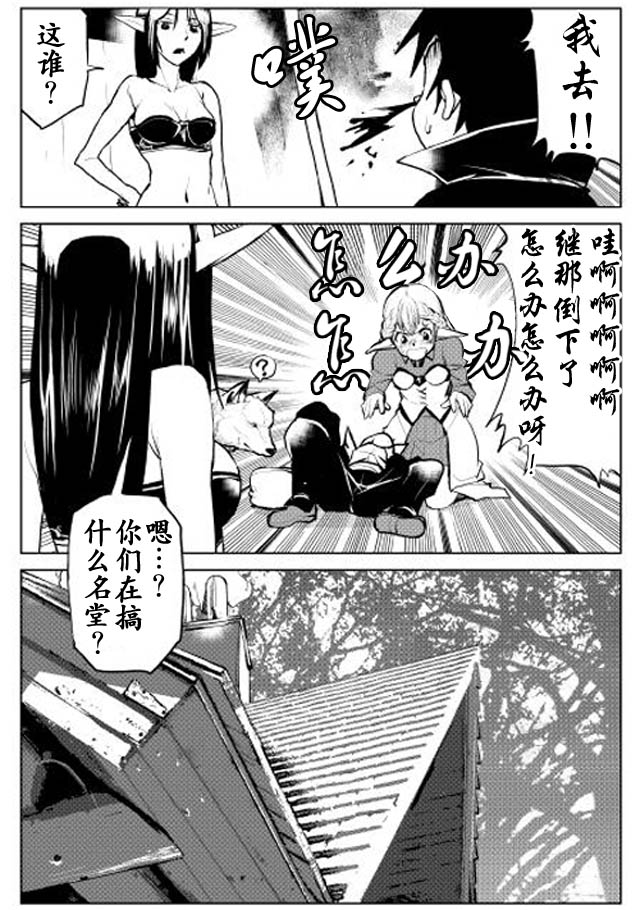 我去!!
噗
这谁？
哇啊啊啊啊啊
继那倒下了
怎么办怎么办呀！
怎么办
怎么办
？
嗯…？
你们在搞
什么名堂？